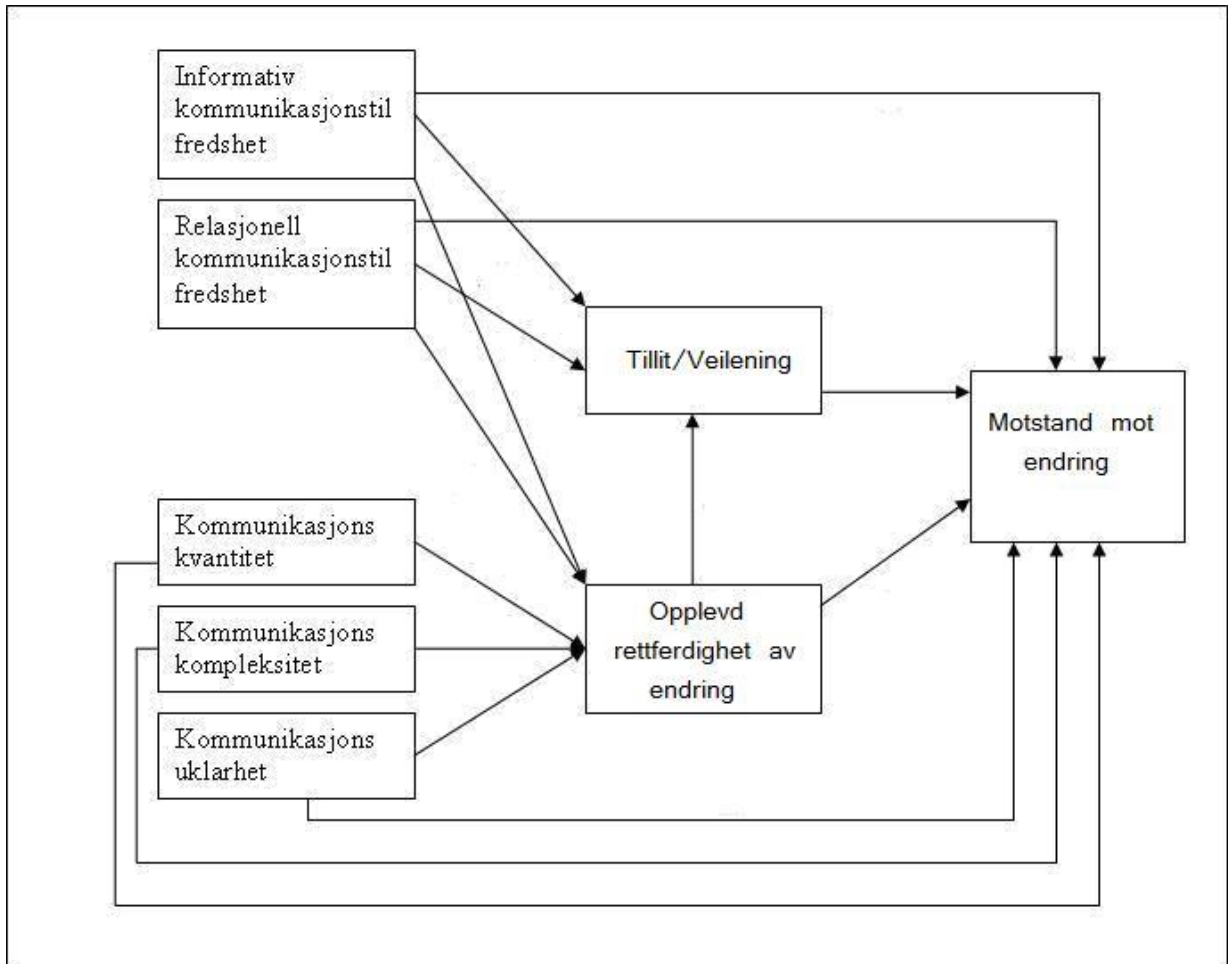 Informativ
kommunikasjonstil
fredshet
Relasjonell
kommunikasjonstil
fredshet
Tillit/Veilening
Motstand mot
endring
Kommunikasjons
kvantitet
Kommunikasjons
kompleksitet
Kommunikasjons
uklarhet
Opplevd
rettferdighet av
endring